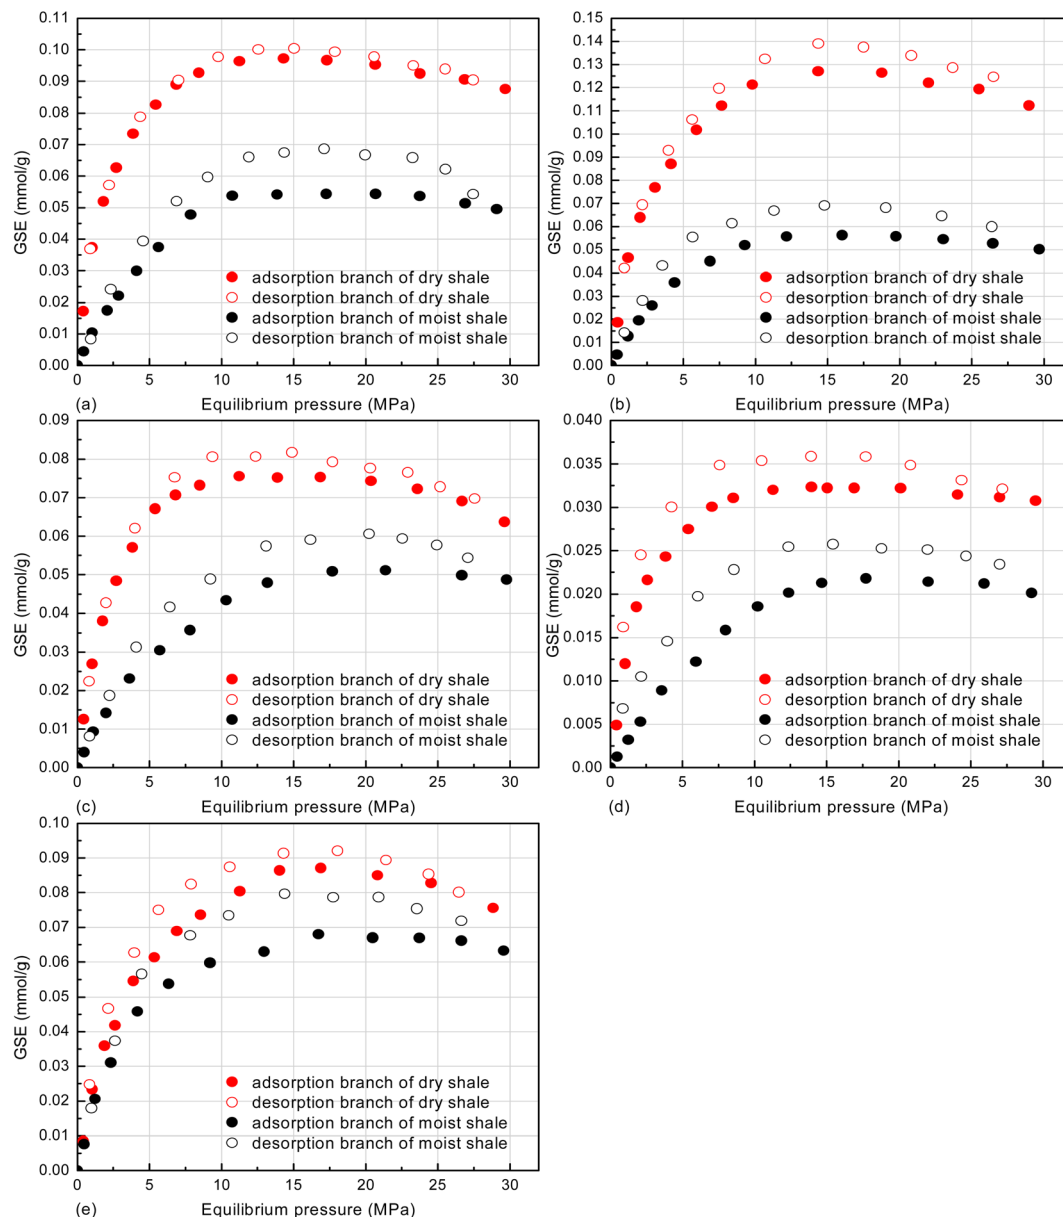 0.11
0.10
0.09
0.08
0.07
0.06
0.05
0.04
0.03
0.02
0.01
0.00
GSE (mmol/g)
adsorption branch of dry shale
desorption branch of dry shale
adsorption branch of moist shale
desorption branch of moist shale
0 5 10 15 20 25 30
(a) Equilibrium pressure (MPa)
0.15
0.14
0.13
0.12
0.11
0.10
0.09
0.08
0.07
0.06
0.05
0.04
0.03
0.02
0.01
0.00
GSE (mmol/g)
adsorption branch of dry shale
desorption branch of dry shale
adsorption branch of moist shale
desorption branch of moist shale
0 5 10 15 20 25 30
(b) Equilibrium pressure (MPa)
0.09
0.08
0.07
0.06
0.05
0.04
0.03
0.02
0.01
0.00
GSE (mmol/g)
adsorption branch of dry shale
desorption branch of dry shale
adsorption branch of moist shale
desorption branch of moist shale
0 5 10 15 20 25 30
(c) Equilibrium pressure (MPa)
0.040
0.035
0.030
0.025
0.020
0.015
0.010
0.005
0.000
GSE (mmol/g)
adsorption branch of dry shale
desorption branch of dry shale
adsorption branch of moist shale
desorption branch of moist shale
0 5 10 15 20 25 30
(d) Equilibrium pressure (MPa)
0.10
0.09
0.08
0.07
0.06
0.05
0.04
0.03
0.02
0.01
0.00
GSE (mmol/g)
adsorption branch of dry shale
desorption branch of dry shale
adsorption branch of moist shale
desorption branch of moist shale
0 5 10 15 20 25 30
(e) Equilibrium pressure (MPa)